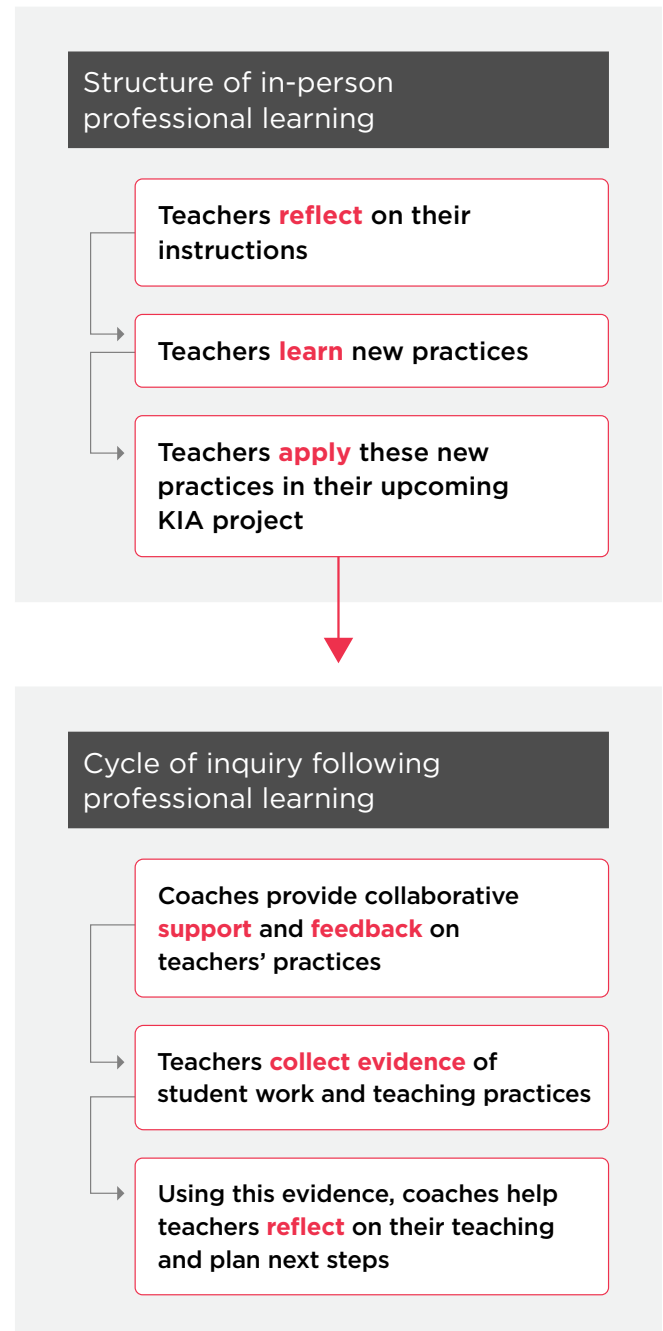 Structure of in-person
professional learning
Teachers reflect on their
instructions
Teachers learn new practices
Teachers apply these new
practices in their upcoming
KIA project
Cycle of inquiry following
professional learning
Coaches provide collaborative
support and feedback on
teachers’ practices
Teachers collect evidence of
student work and teaching practices
Using this evidence, coaches help
teachers reflect on their teaching
and plan next steps